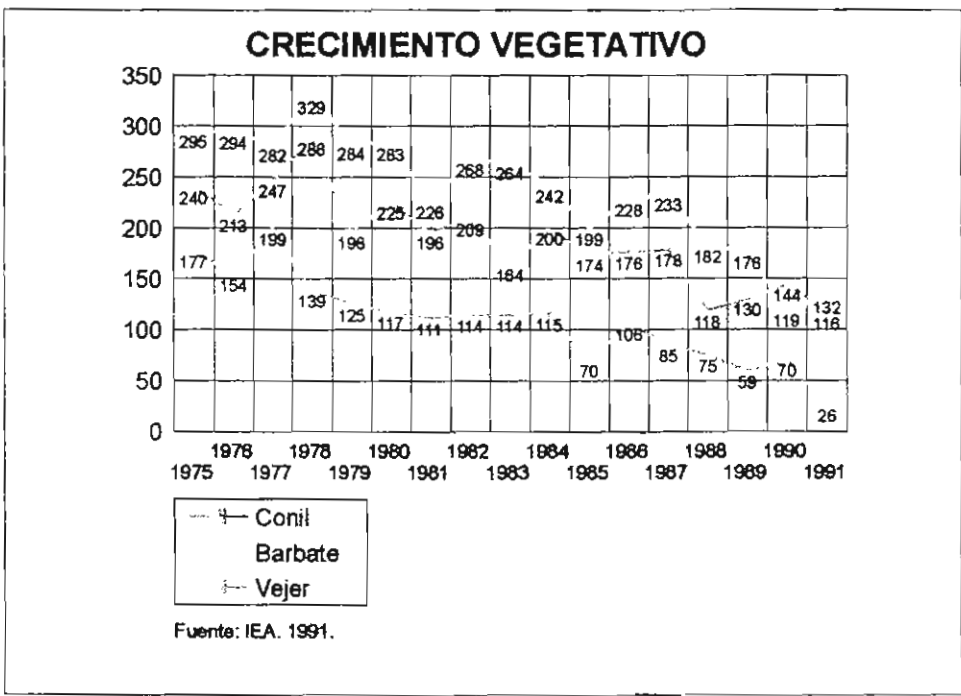 CRECIMIENTO VEGETATIVO
350
329
300
295 294 282 288 284 283 268 264
250
240 213 247 225 226 209 242 228 233
200
199 196 196 200 199
177 154 164 174 176 178 182 176
150
139 125 117 111 114 114 115 106 118 130 144 132
119 116
100
70 85 75 59 70
50
26
0
1976 1978 1980 1982 1984 1986 1988 1990
1975 1977 1979 1981 1983 1985 1987 1989 1991
Conil
Barbate
Vejer
Fuente: IEA. 1991.